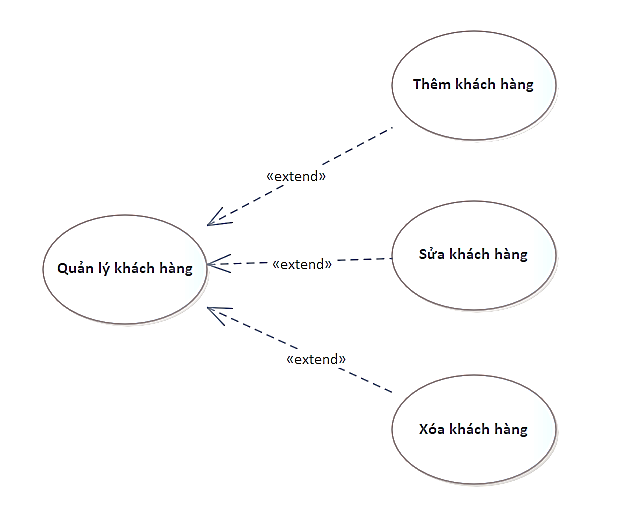 Thêm khách hàng
«extend»
Sửa khách hàng
«extend»
Quản lý khách hàng
«extend»
Xóa khách hàng